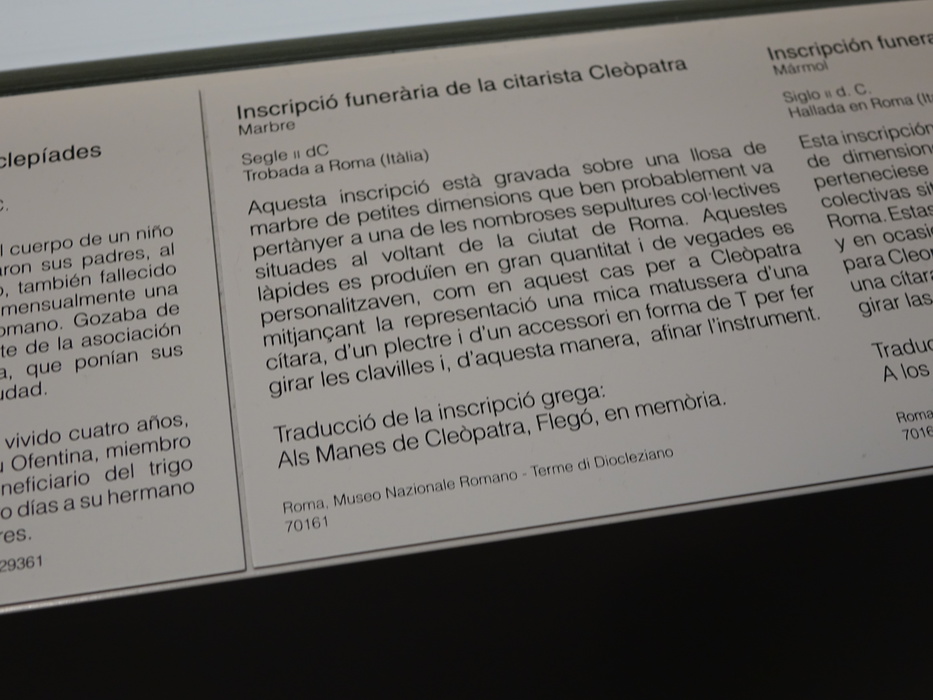 clepíades
c.
l cuerpo de un niño
ron sus padres, al
o, también fallecido
mensualmente una
omano. Gozaba de
te de la asociación
a, que ponían sus
udad.
vivido cuatro años,
u Ofentina, miembro
neficiario del trigo
o días a su hermano
res.
29361
Inscripció funerària de la citarista Cleòpatra
Marbre
Segle II dC
Trobada a Roma (Itàlia)
Aquesta inscripció està gravada sobre una llosa de
marbre de petites dimensions que ben probablement va
pertànyer a una de les nombroses sepultures col·lectives
situades al voltant de la ciutat de Roma. Aquestes
làpides es produïen en gran quantitat i de vegades es
personalitzaven, com en aquest cas per a Cleòpatra
mitjançant la representació una mica matussera d'una
cítara, d'un plectre i d'un accessori en forma de T per fer
girar les clavilles i, d'aquesta manera, afinar l'instrument.
Traducció de la inscripció grega:
Als Manes de Cleòpatra, Flegó, en memòria.
Roma, Museo Nazionale Romano - Terme di Diocleziano
70161
Inscripción funera
Mármol
Siglo II d. C.
Hallada en Roma (It
Esta inscripción
de dimension
perteneciese
colectivas sit
Roma. Estas
y en ocasi
para Cleo
una cítara
girar las
Traduc
A los
Roma
7016